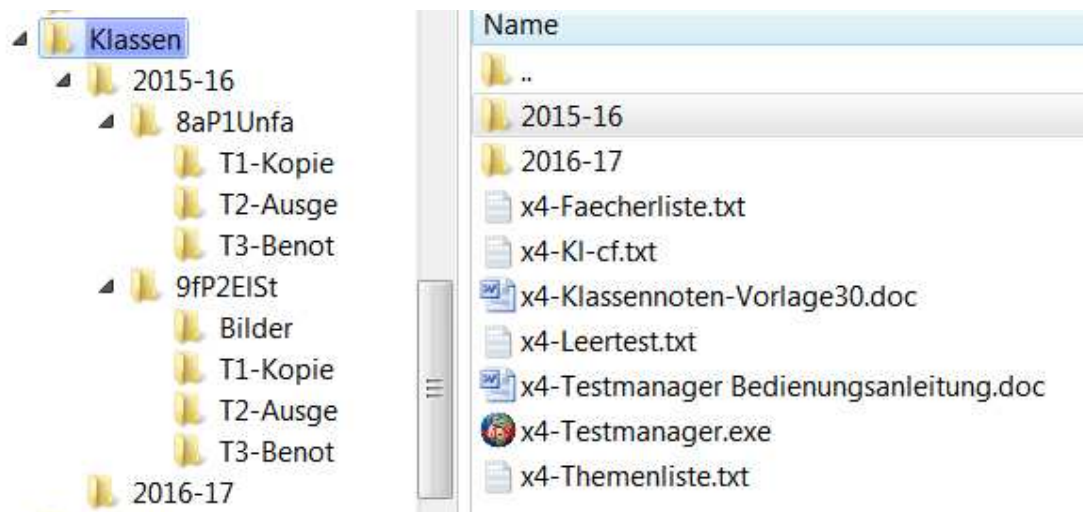 Klassen
2015-16
8aP1Unfa
T1-Kopie
T2-Ausge
T3-Benot
9fP2ElSt
Bilder
T1-Kopie
T2-Ausge
T3-Benot
2016-17
Name
..
2015-16
2016-17
x4-Faecherliste.txt
x4-Kl-cf.txt
x4-Klassennoten-Vorlage30.doc
x4-Leertest.txt
x4-Testmanager Bedienungsanleitung.doc
x4-Testmanager.exe
x4-Themenliste.txt